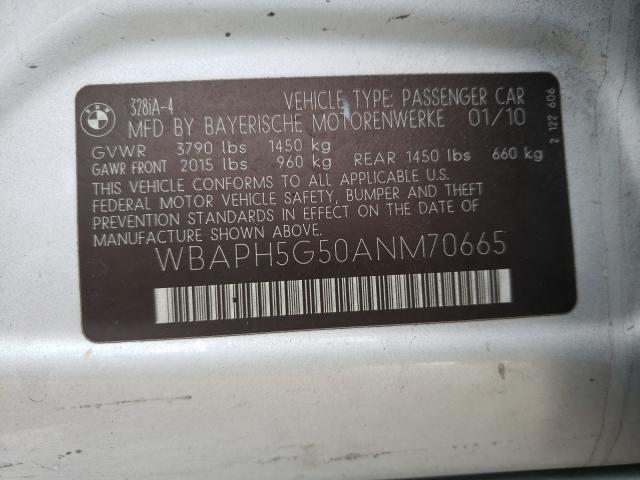 BMW
328iA-4 VEHICLE TYPE: PASSENGER CAR
MFD BY BAYERISCHE MOTORENWERKE 01/10
GVWR 3790 lbs 1450 kg
GAWR FRONT 2015 lbs 960 kg REAR 1450 lbs 660 kg
THIS VEHICLE CONFORMS TO ALL APPLICABLE U.S.
FEDERAL MOTOR VEHICLE SAFETY, BUMPER AND THEFT
PREVENTION STANDARDS IN EFFECT ON THE DATE OF
MANUFACTURE SHOWN ABOVE.
WBAPH5G50ANM70665
2 122 606